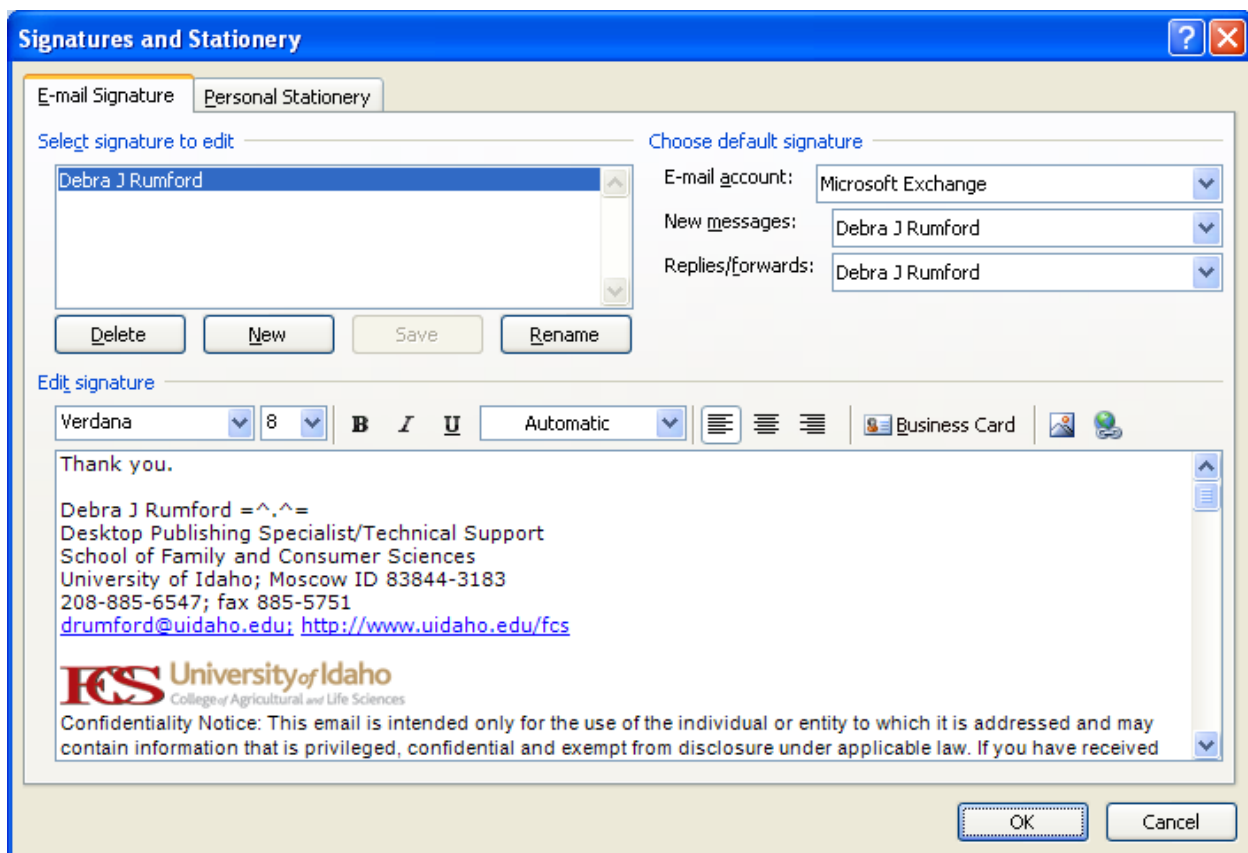 Signatures and Stationery
E-mail Signature
Personal Stationery
Select signature to edit
Choose default signature
Debra J Rumford
E-mail account:
Microsoft Exchange
New messages:
Debra J Rumford
Replies/forwards:
Debra J Rumford
Delete
New
Save
Rename
Edit signature
Verdana
8
B
I
U
Automatic
Business Card
Thank you.
Debra J Rumford =^.^=
Desktop Publishing Specialist/Technical Support
School of Family and Consumer Sciences
University of Idaho; Moscow ID 83844-3183
208-885-6547; fax 885-5751
drumford@uidaho.edu; http://www.uidaho.edu/fcs
FCS University of Idaho
College of Agricultural and Life Sciences
Confidentiality Notice: This email is intended only for the use of the individual or entity to which it is addressed and may
contain information that is privileged, confidential and exempt from disclosure under applicable law. If you have received
OK
Cancel